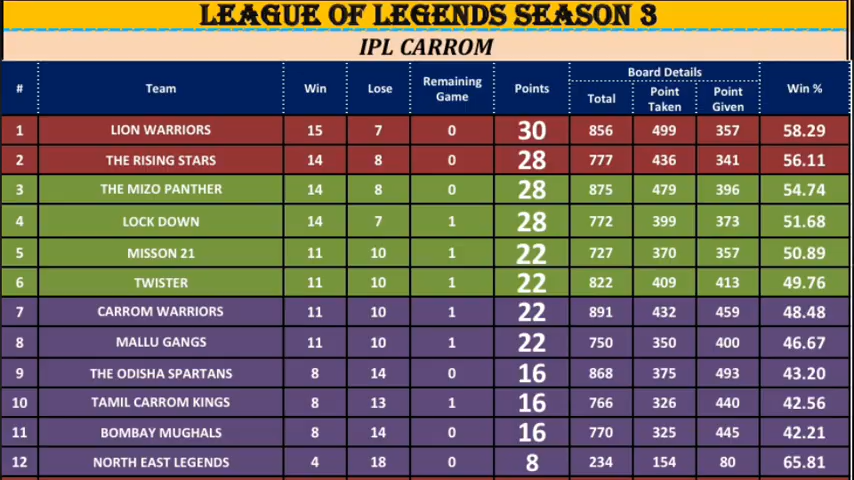 LEAGUE OF LEGENDS SEASON 3
IPL CARROM
# Team Win Lose Remaining Game Points Board Details Win %
Total Point Taken Point Given
1 LION WARRIORS 15 7 0 30 856 499 357 58.29
2 THE RISING STARS 14 8 0 28 777 436 341 56.11
3 THE MIZO PANTHER 14 8 0 28 875 479 396 54.74
4 LOCK DOWN 14 7 1 28 772 399 373 51.68
5 MISSON 21 11 10 1 22 727 370 357 50.89
6 TWISTER 11 10 1 22 822 409 413 49.76
7 CARROM WARRIORS 11 10 1 22 891 432 459 48.48
8 MALLU GANGS 11 10 1 22 750 350 400 46.67
9 THE ODISHA SPARTANS 8 14 0 16 868 375 493 43.20
10 TAMIL CARROM KINGS 8 13 1 16 766 326 440 42.56
11 BOMBAY MUGHALS 8 14 0 16 770 325 445 42.21
12 NORTH EAST LEGENDS 4 18 0 8 234 154 80 65.81